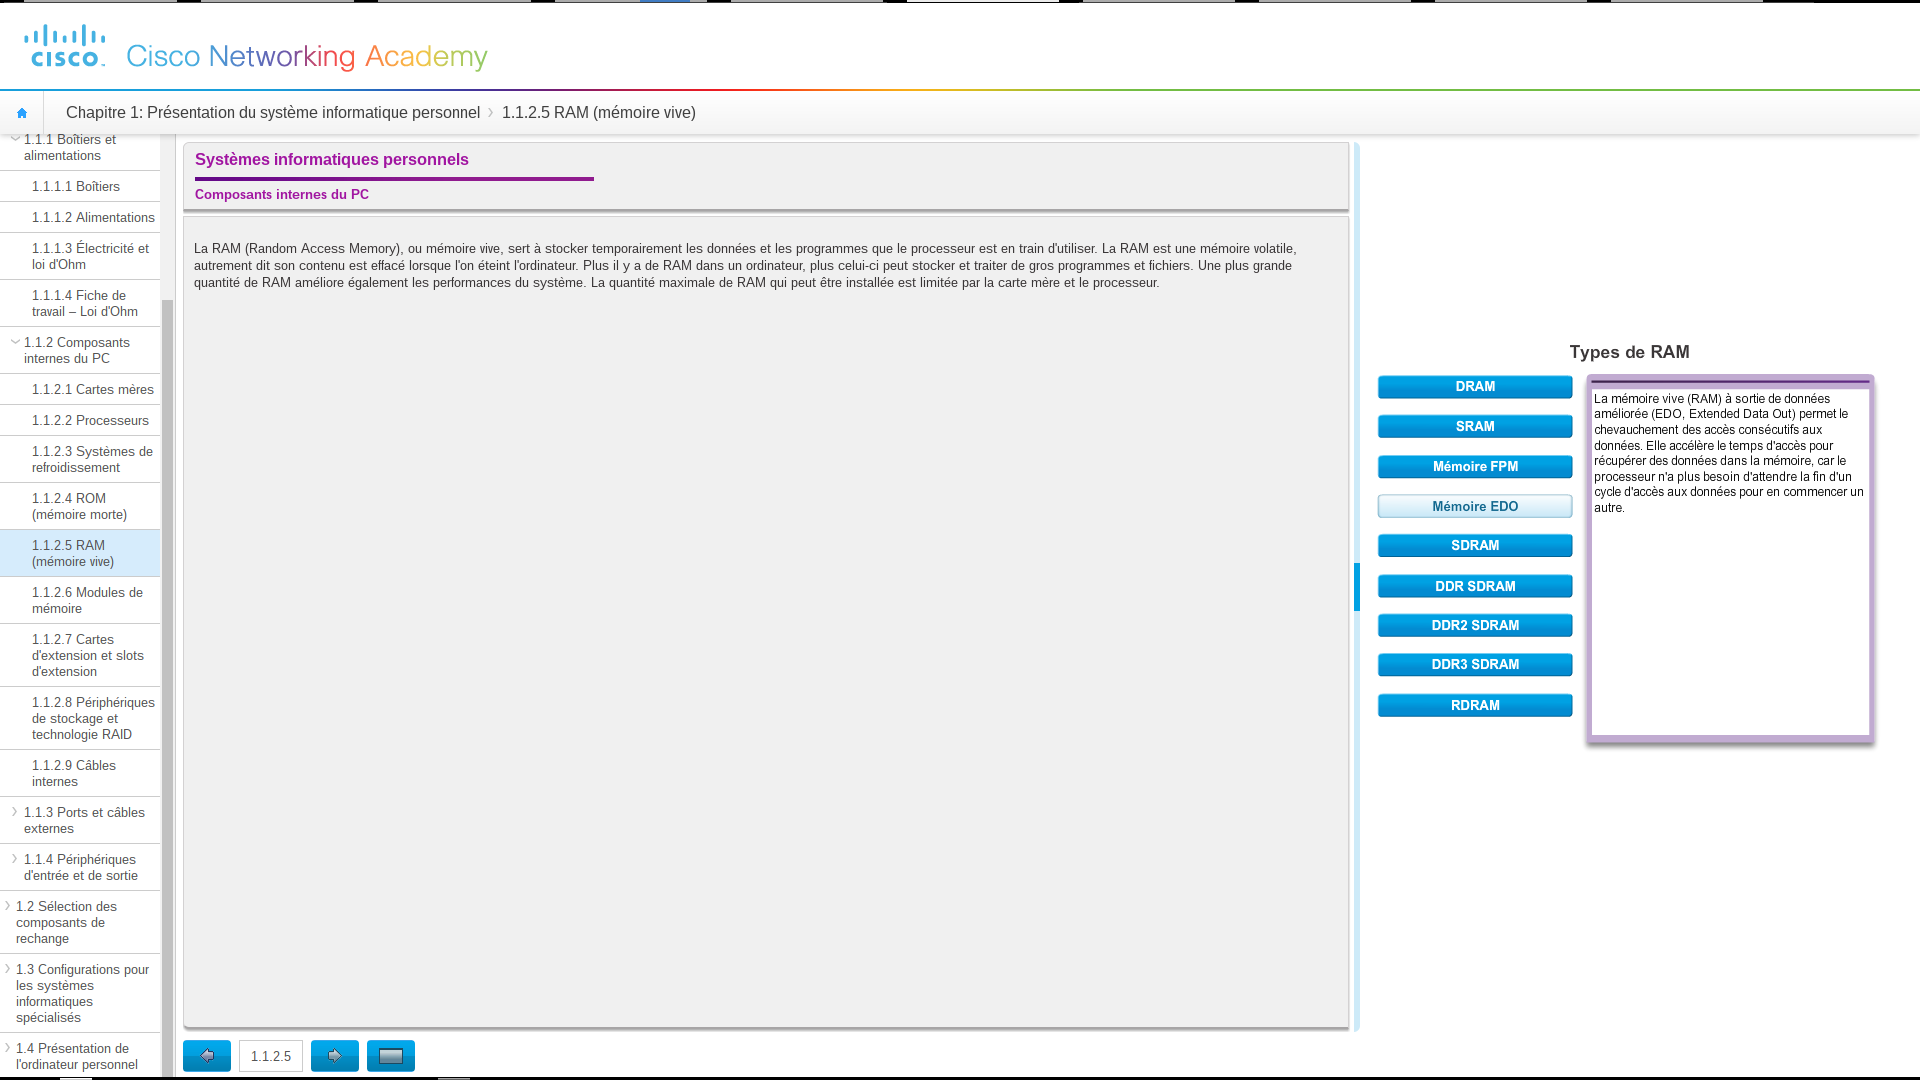 cisco
Cisco Networking Academy
Chapitre 1: Présentation du système informatique personnel
1.1.2.5 RAM (mémoire vive)
1.1.1 Boîtiers et
alimentations
1.1.1.1 Boîtiers
1.1.1.2 Alimentations
1.1.1.3 Électricité et
loi d'Ohm
1.1.1.4 Fiche de
travail – Loi d'Ohm
1.1.2 Composants
internes du PC
1.1.2.1 Cartes mères
1.1.2.2 Processeurs
1.1.2.3 Systèmes de
refroidissement
1.1.2.4 ROM
(mémoire morte)
1.1.2.5 RAM
(mémoire vive)
1.1.2.6 Modules de
mémoire
1.1.2.7 Cartes
d'extension et slots
d'extension
1.1.2.8 Périphériques
de stockage et
technologie RAID
1.1.2.9 Câbles
internes
1.1.3 Ports et câbles
externes
1.1.4 Périphériques
d'entrée et de sortie
1.2 Sélection des
composants de
rechange
1.3 Configurations pour
les systèmes
informatiques
spécialisés
1.4 Présentation de
l'ordinateur personnel
Systèmes informatiques personnels
Composants internes du PC
La RAM (Random Access Memory), ou mémoire vive, sert à stocker temporairement les données et les programmes que le processeur est en train d'utiliser. La RAM est une mémoire volatile,
autrement dit son contenu est effacé lorsque l'on éteint l'ordinateur. Plus il y a de RAM dans un ordinateur, plus celui-ci peut stocker et traiter de gros programmes et fichiers. Une plus grande
quantité de RAM améliore également les performances du système. La quantité maximale de RAM qui peut être installée est limitée par la carte mère et le processeur.
1.1.2.5
Types de RAM
DRAM
SRAM
Mémoire FPM
Mémoire EDO
SDRAM
DDR SDRAM
DDR2 SDRAM
DDR3 SDRAM
RDRAM
La mémoire vive (RAM) à sortie de données
améliorée (EDO, Extended Data Out) permet le
chevauchement des accès consécutifs aux
données. Elle accélère le temps d'accès pour
récupérer des données dans la mémoire, car le
processeur n'a plus besoin d'attendre la fin d'un
cycle d'accès aux données pour en commencer un
autre.